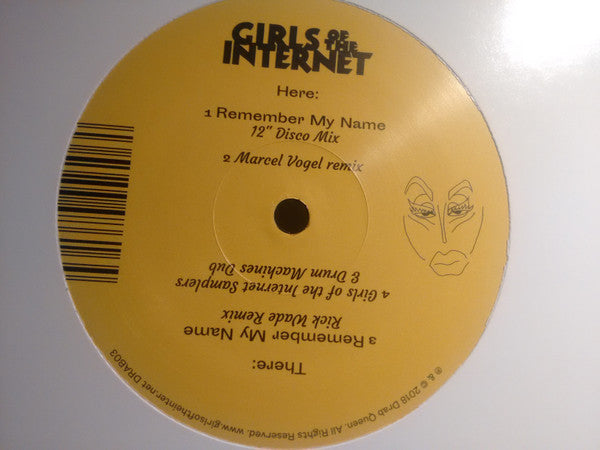 GIRLS OF THE
INTERNET
Here:
1 Remember My Name
12" Disco Mix
2 Marcel Vogel remix
There:
3 Remember My Name
Rick Wade Remix
4 Girls of the Internet Samplers
& Drum Machines Dub
℗ & © 2018 Drab Queen. All Rights Reserved. www.girlsoftheinter.net DRAB03